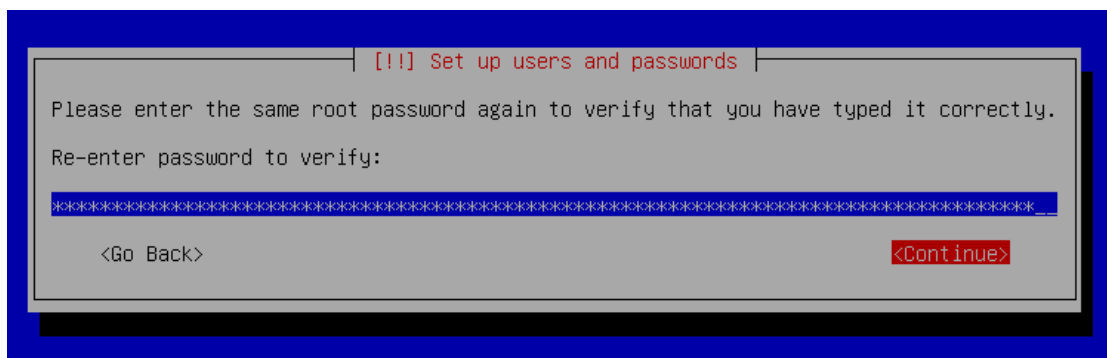 [!!] Set up users and passwords
Please enter the same root password again to verify that you have typed it correctly.
Re-enter password to verify:
**********************************************************************************__
<Go Back> <Continue>